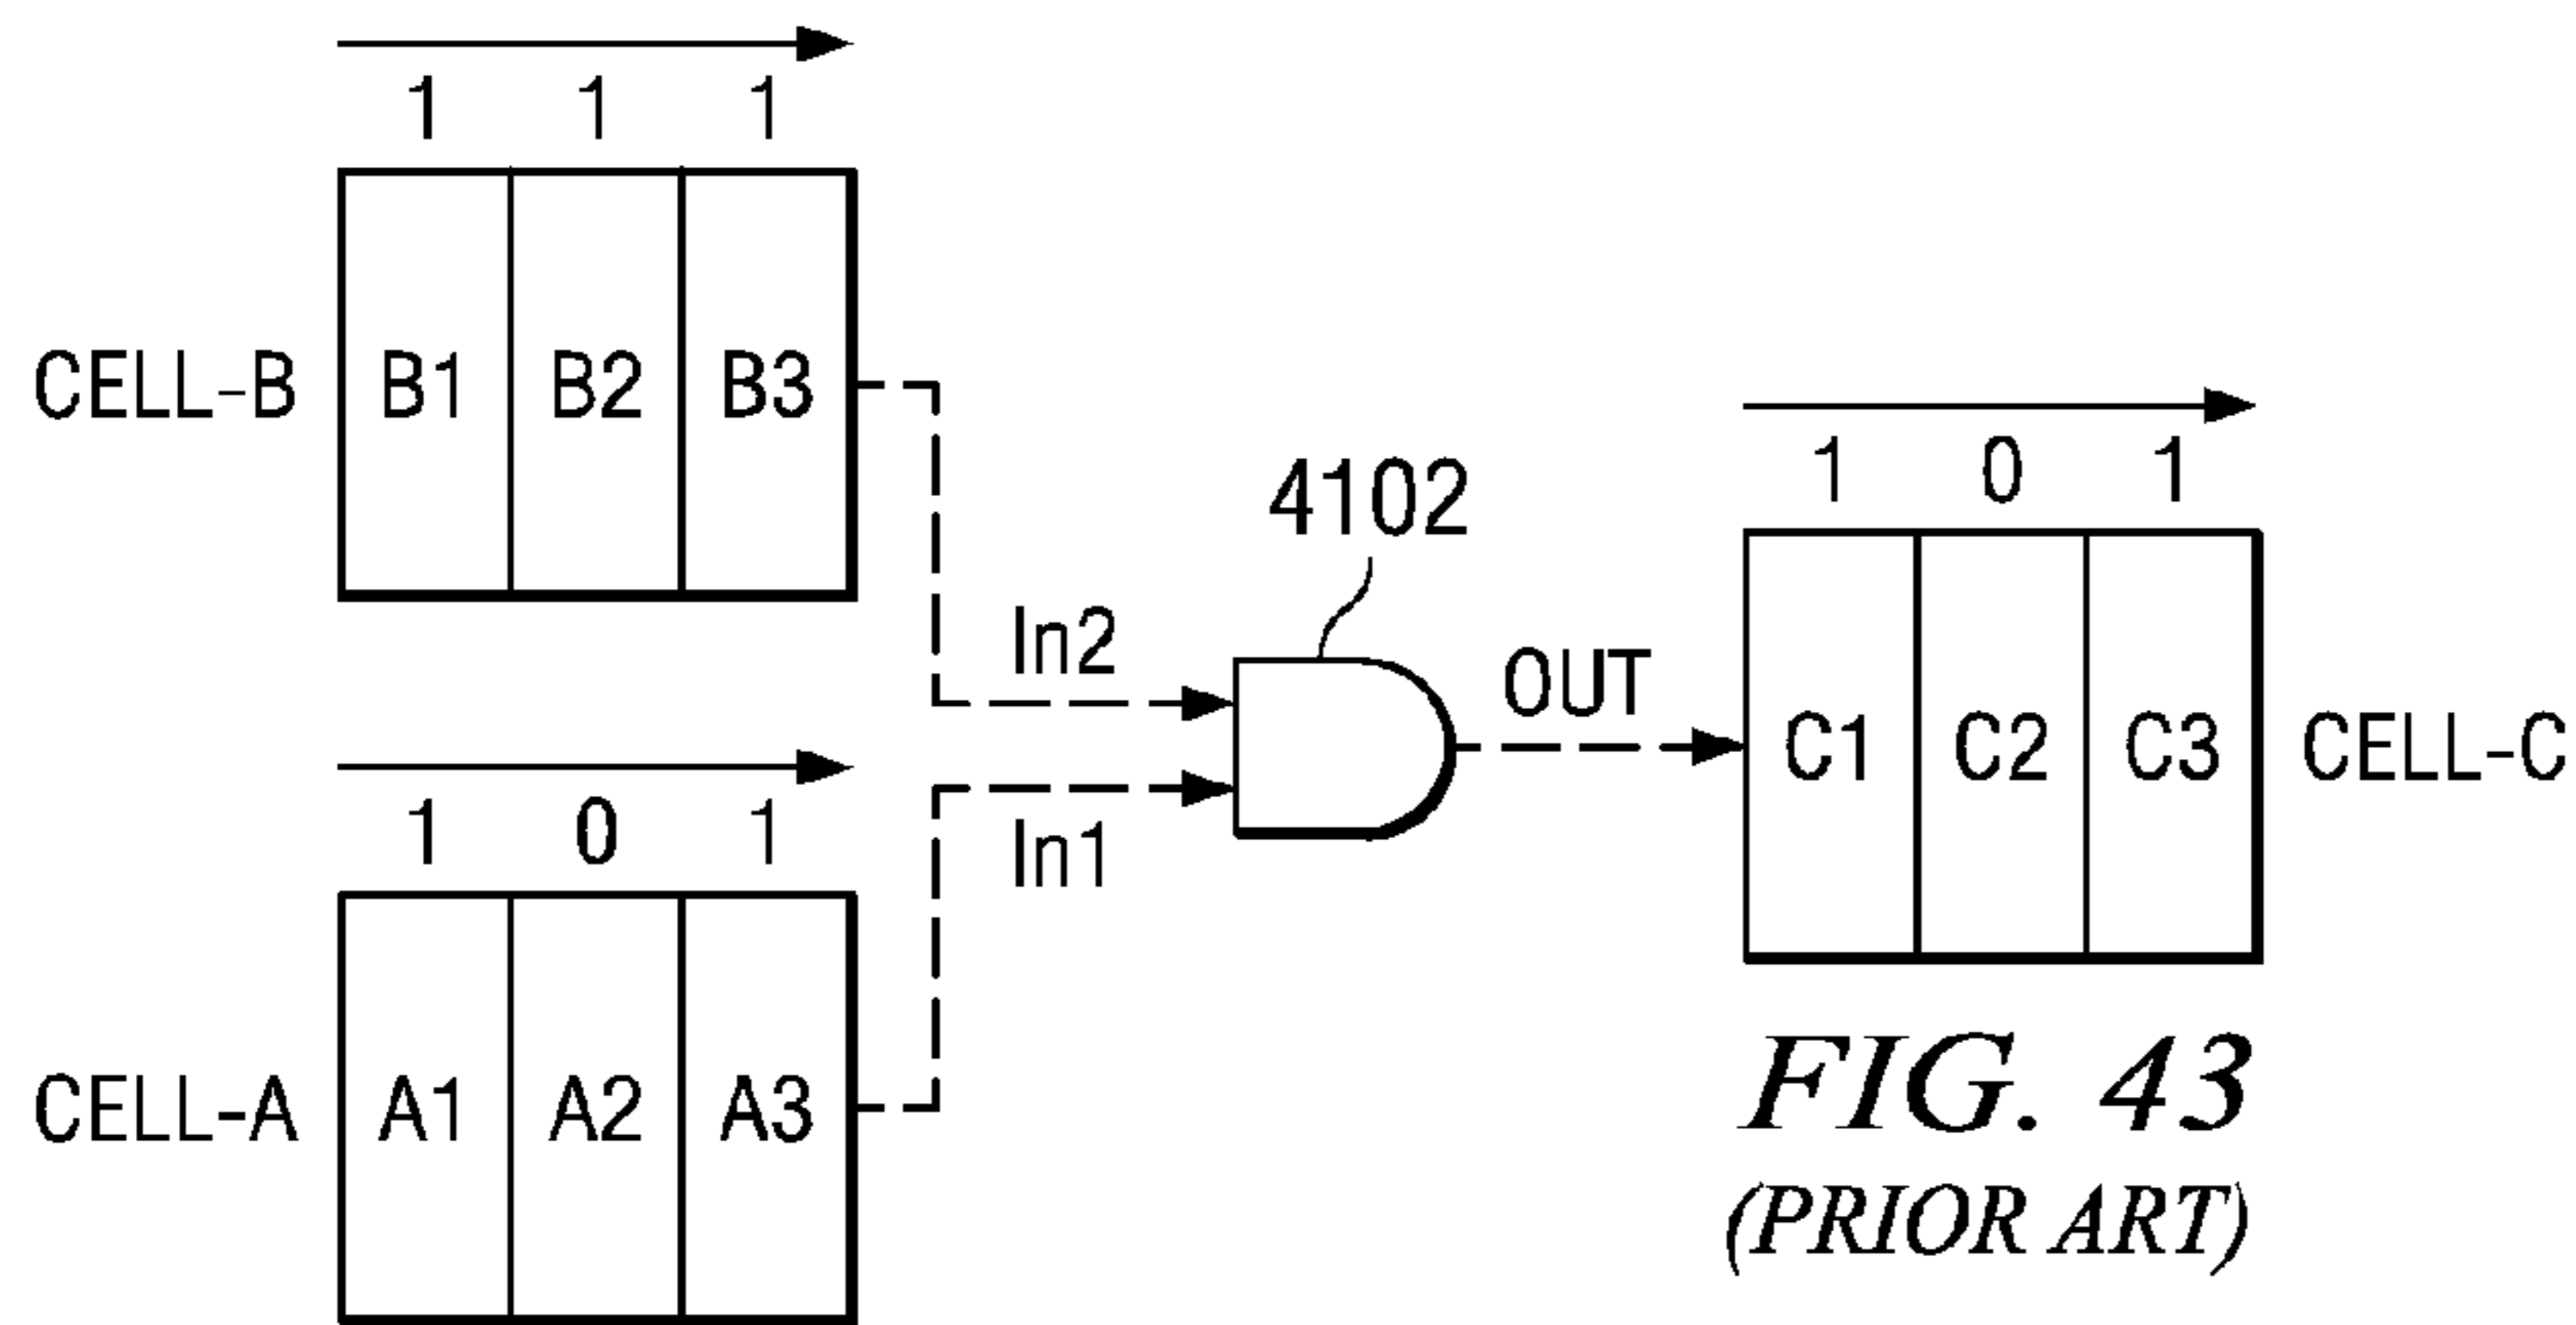 1 1 1
CELL-B B1 B2 B3
4102
1 0 1
In2
OUT
C1 C2 C3 CELL-C
1 0 1
In1
CELL-A A1 A2 A3
FIG. 43
(PRIOR ART)